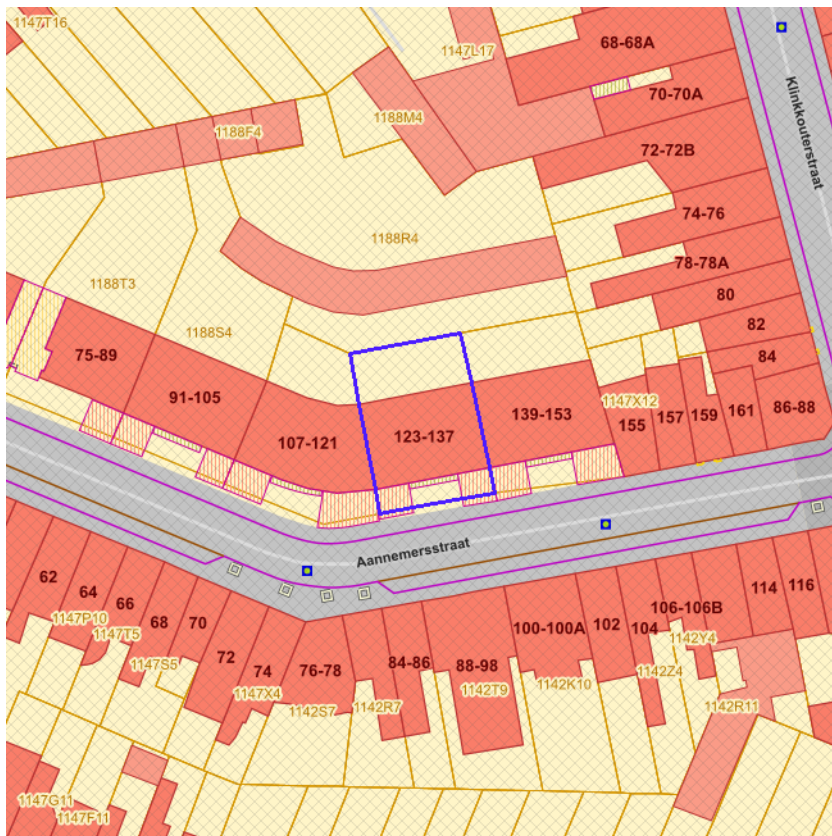 1147T16
68-68A
1147L17
Klinkkouterstraat
70-70A
1188M4
1188F4
72-72B
74-76
1188R4
78-78A
1188T3
80
82
1188S4
84
75-89
91-105
86-88
1147X12
139-153
155
157
159
161
107-121
123-137
Aannemersstraat
62
64
66
68
70
72
74
76-78
84-86
88-98
100-100A
102
104
106-106B
114
116
1147P10
1147T5
1147S5
1147X4
1142S7
1142R7
1142T9
1142K10
1142Z4
1142Y4
1142R11
1147G11
1147F11